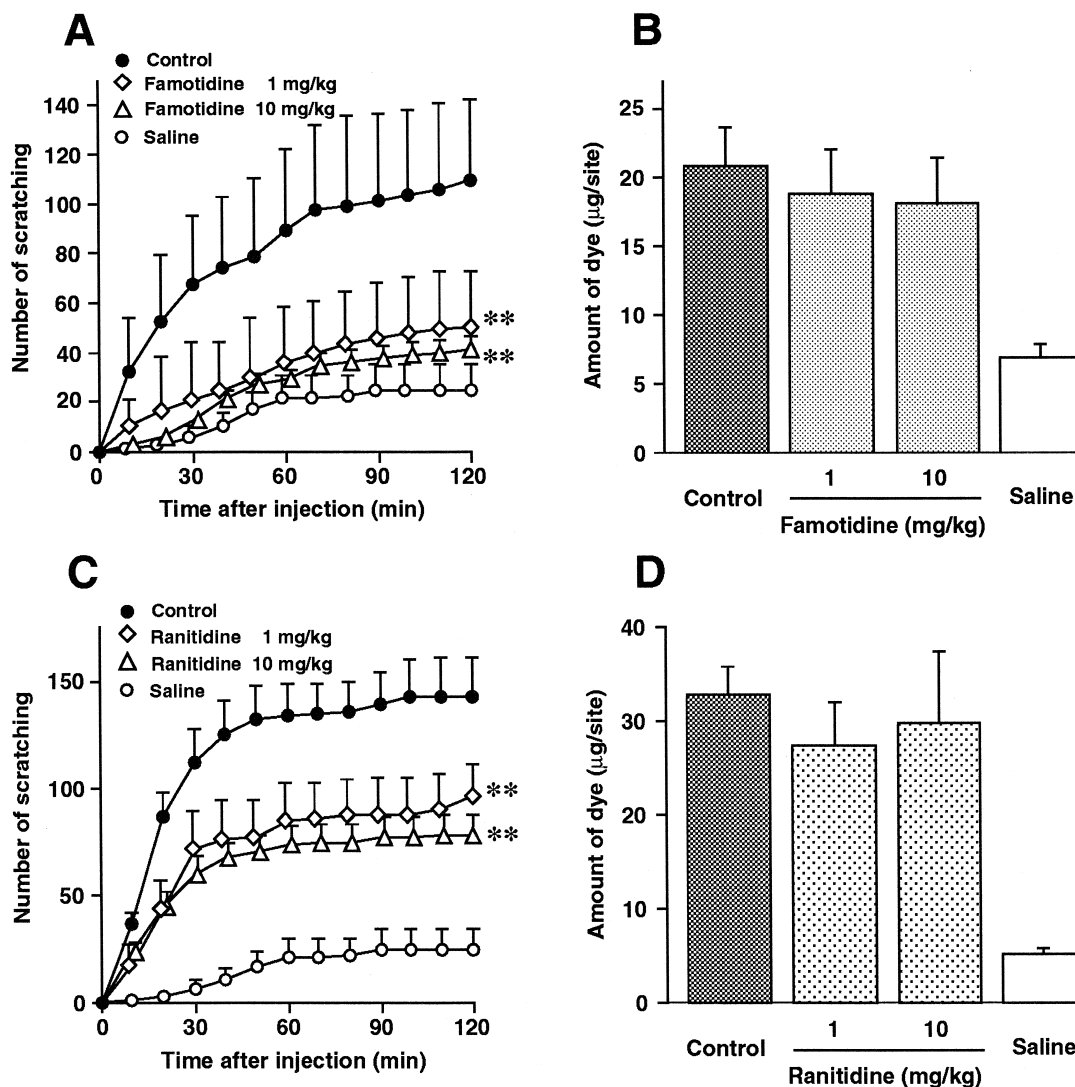 A
Control
Famotidine 1 mg/kg
Famotidine 10 mg/kg
Saline
Number of scratching
140
120
100
80
60
40
20
0
**
**
0 30 60 90 120
Time after injection (min)
B
Amount of dye (µg/site)
25
20
15
10
5
0
1 10
Control Saline
Famotidine (mg/kg)
C
Control
Ranitidine 1 mg/kg
Ranitidine 10 mg/kg
Saline
Number of scratching
150
100
50
0
**
**
0 30 60 90 120
Time after injection (min)
D
Amount of dye (µg/site)
40
30
20
10
0
1 10
Control Saline
Ranitidine (mg/kg)